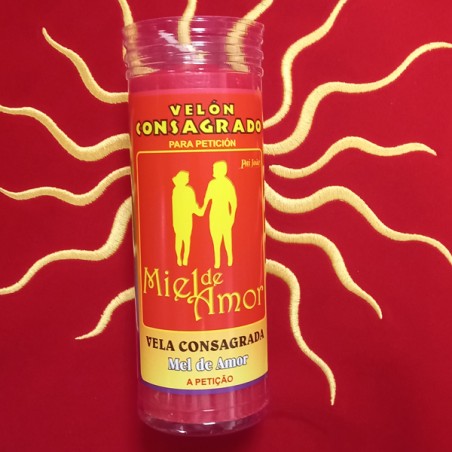 VELÓN
CONSAGRADO
PARA PETICIÓN
Miel de
Amor
VELA CONSAGRADA
Mel de Amor
A PETIÇÃO